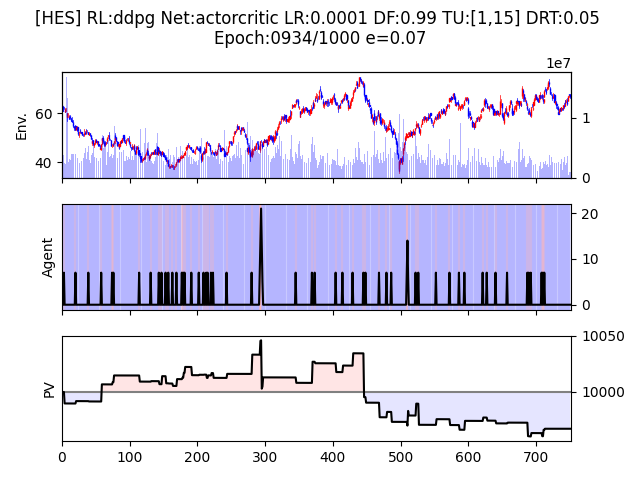 [HES] RL:ddpg Net:actorcritic LR:0.0001 DF:0.99 TU:[1,15] DRT:0.05
Epoch:0934/1000 e=0.07
1e7
Env.
60
40
1
0
Agent
20
10
0
PV
10050
10000
0
100
200
300
400
500
600
700